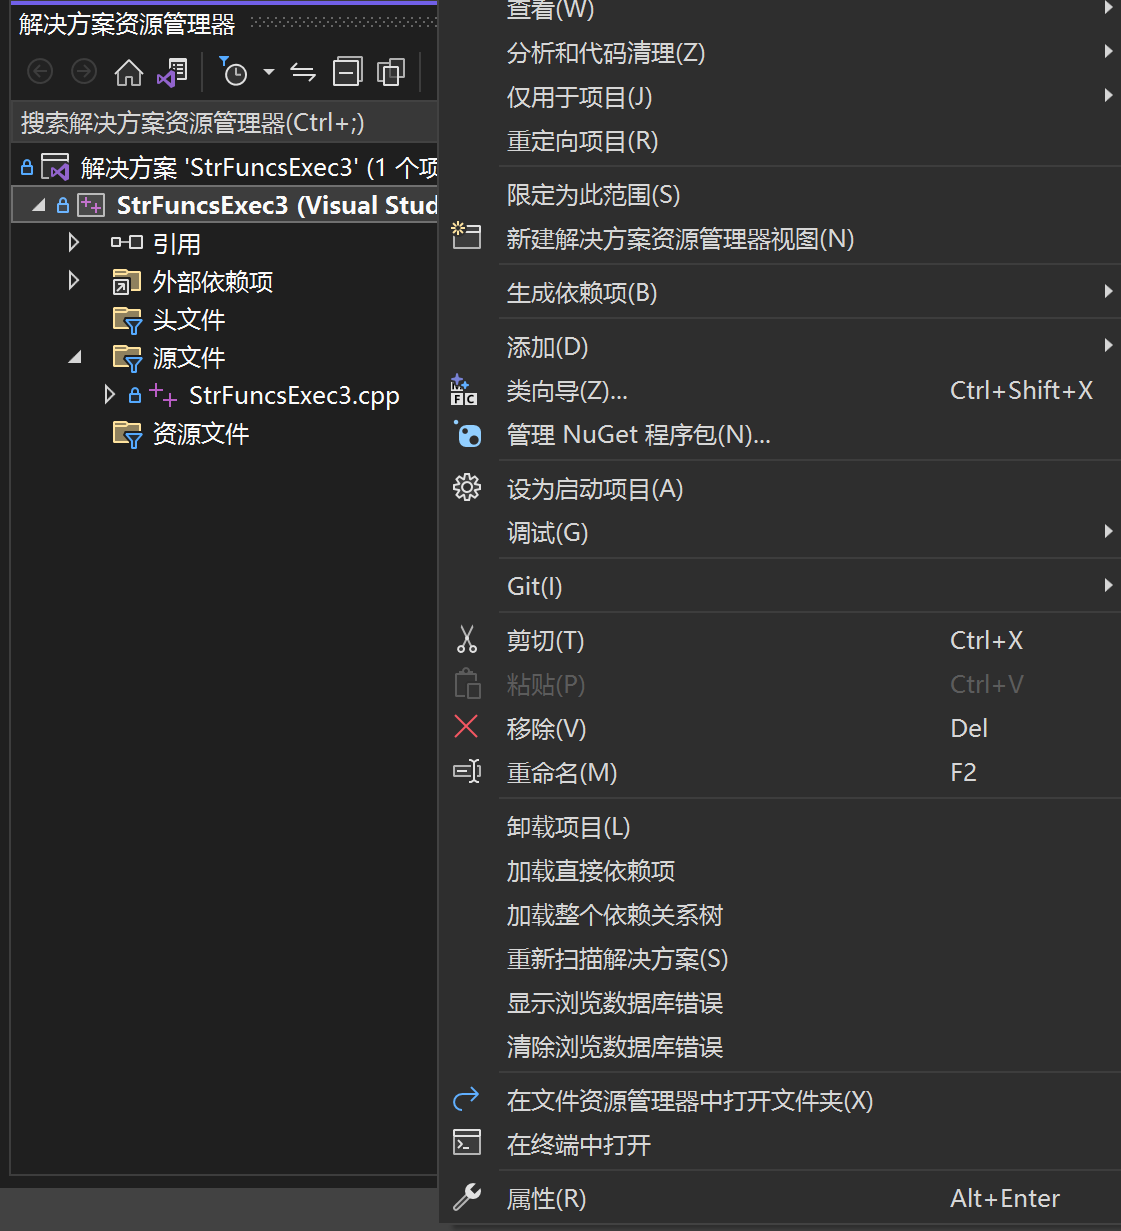 解决方案资源管理器
搜索解决方案资源管理器(Ctrl+;)
解决方案 'StrFuncsExec3' (1 个项
StrFuncsExec3 (Visual Stud
引用
外部依赖项
头文件
源文件
StrFuncsExec3.cpp
资源文件
查看(W)
分析和代码清理(Z)
仅用于项目(J)
重定向项目(R)
限定为此范围(S)
新建解决方案资源管理器视图(N)
生成依赖项(B)
添加(D)
类向导(Z)... Ctrl+Shift+X
管理 NuGet 程序包(N)...
设为启动项目(A)
调试(G)
Git(I)
剪切(T) Ctrl+X
粘贴(P) Ctrl+V
移除(V) Del
重命名(M) F2
卸载项目(L)
加载直接依赖项
加载整个依赖关系树
重新扫描解决方案(S)
显示浏览数据库错误
清除浏览数据库错误
在文件资源管理器中打开文件夹(X)
在终端中打开
属性(R) Alt+Enter